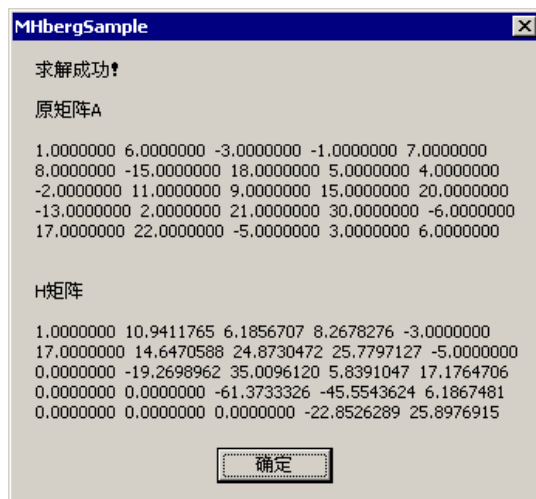 MHbergSample
求解成功!
原矩阵A
1.0000000 6.0000000 -3.0000000 -1.0000000 7.0000000
8.0000000 -15.0000000 18.0000000 5.0000000 4.0000000
-2.0000000 11.0000000 9.0000000 15.0000000 20.0000000
-13.0000000 2.0000000 21.0000000 30.0000000 -6.0000000
17.0000000 22.0000000 -5.0000000 3.0000000 6.0000000
H矩阵
1.0000000 10.9411765 6.1856707 8.2678276 -3.0000000
17.0000000 14.6470588 24.8730472 25.7797127 -5.0000000
0.0000000 -19.2698962 35.0096120 5.8391047 17.1764706
0.0000000 0.0000000 -61.3733326 -45.5543624 6.1867481
0.0000000 0.0000000 0.0000000 -22.8526289 25.8976915
确定